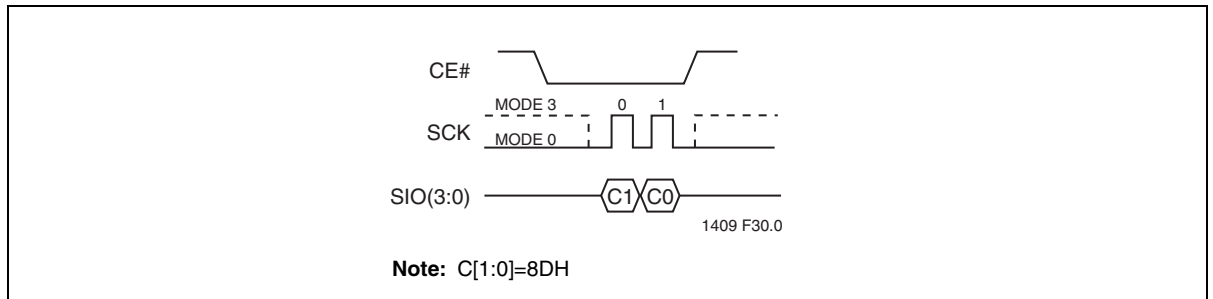 CE#
MODE 3 0 1
SCK
MODE 0
SIO(3:0) C1 C0
1409 F30.0
Note: C[1:0]=8DH